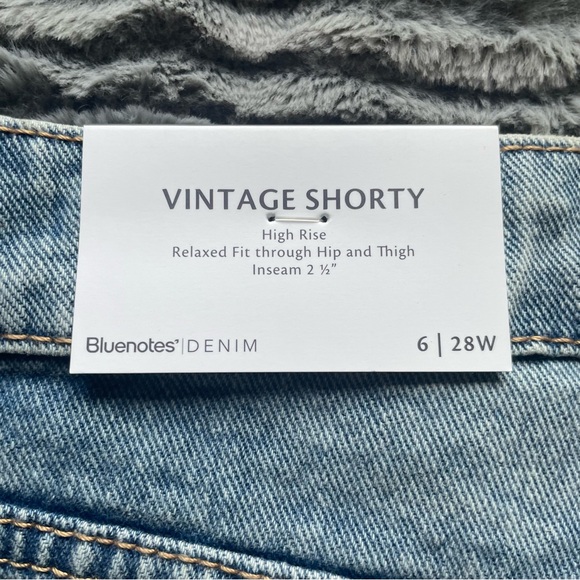 VINTAGE SHORTY
High Rise
Relaxed Fit through Hip and Thigh
Inseam 2 ½"
Bluenotes' | DENIM
6 | 28W